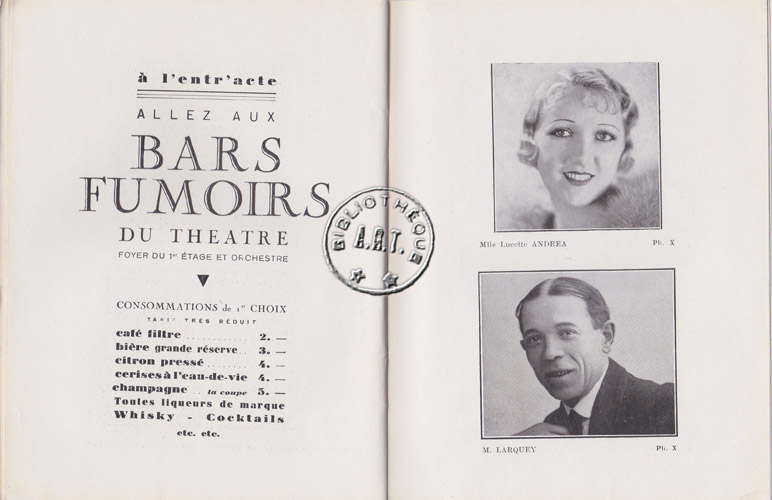 à l'entr'acte
ALLEZ AUX
BARS
FUMOIRS
DU THEATRE
FOYER DU 1er ÉTAGE ET ORCHESTRE
CONSOMMATIONS de 1er CHOIX
TARIF TRÈS RÉDUIT
café filtre ............ 2. —
bière grande réserve .. 3. —
citron pressé ......... 4. —
cerises à l'eau-de-vie 4. —
champagne .. la coupe 5. —
Toutes liqueurs de marque
Whisky - Cocktails
etc. etc.
BIBLIOTHÈQUE
A.R.T.
Mlle Lucette ANDREA Ph. X
M. LARQUEY Ph. X